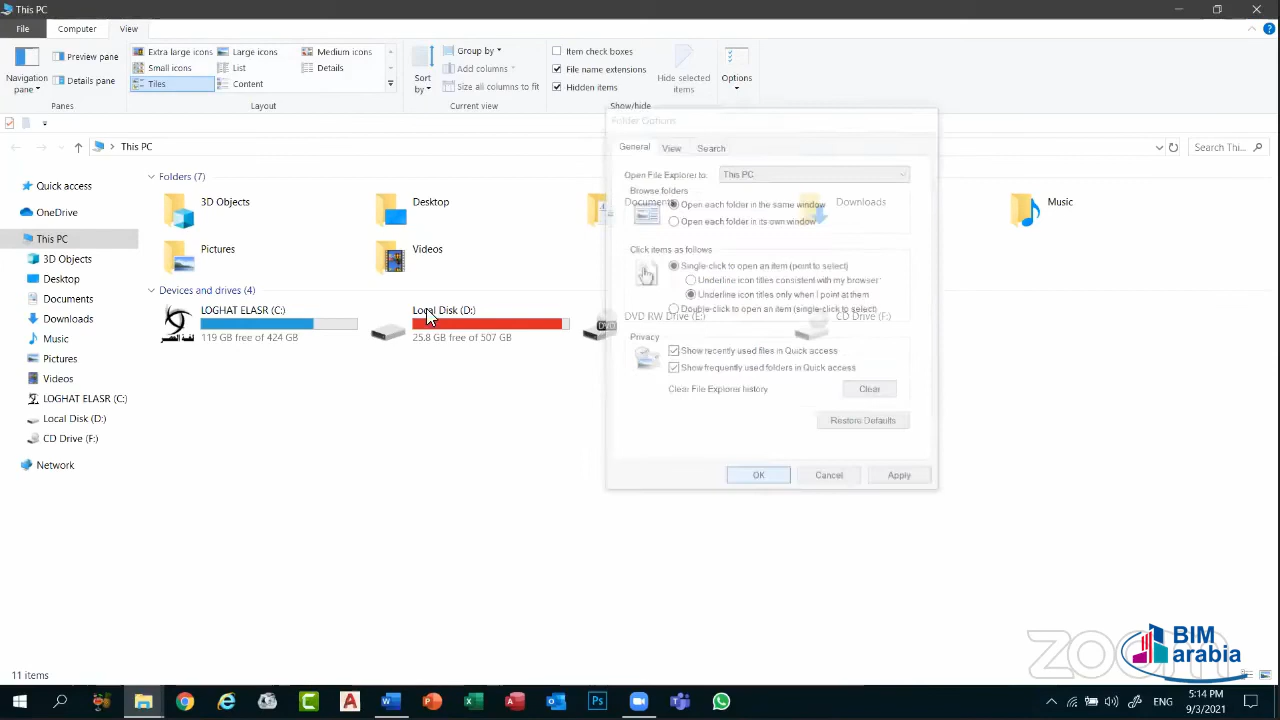 This PC
File
Computer
View
Navigation pane
Preview pane
Details pane
Panes
Extra large icons
Large icons
Medium icons
Small icons
List
Details
Tiles
Content
Layout
Sort by
Group by
Add columns
Size all columns to fit
Current view
Item check boxes
File name extensions
Hidden items
Hide selected items
Show/hide
Options
This PC
Search Thi...
Quick access
OneDrive
This PC
3D Objects
Desktop
Documents
Downloads
Music
Pictures
Videos
LOGHAT ELASR (C:)
Local Disk (D:)
CD Drive (F:)
Network
Folders (7)
3D Objects
Desktop
Documents
Downloads
Music
Pictures
Videos
Devices and drives (4)
LOGHAT ELASR (C:)
119 GB free of 424 GB
Local Disk (D:)
25.8 GB free of 507 GB
DVD RW Drive (E:)
DVD
CD Drive (F:)
Folder Options
General
View
Search
Open File Explorer to:
This PC
Browse folders
Open each folder in the same window
Open each folder in its own window
Click items as follows
Single-click to open an item (point to select)
Underline icon titles consistent with my browser
Underline icon titles only when I point at them
Double-click to open an item (single-click to select)
Privacy
Show recently used files in Quick access
Show frequently used folders in Quick access
Clear File Explorer history
Clear
Restore Defaults
OK
Cancel
Apply
11 items
zoom
BIM
arabia
ENG
5:14 PM
9/3/2021